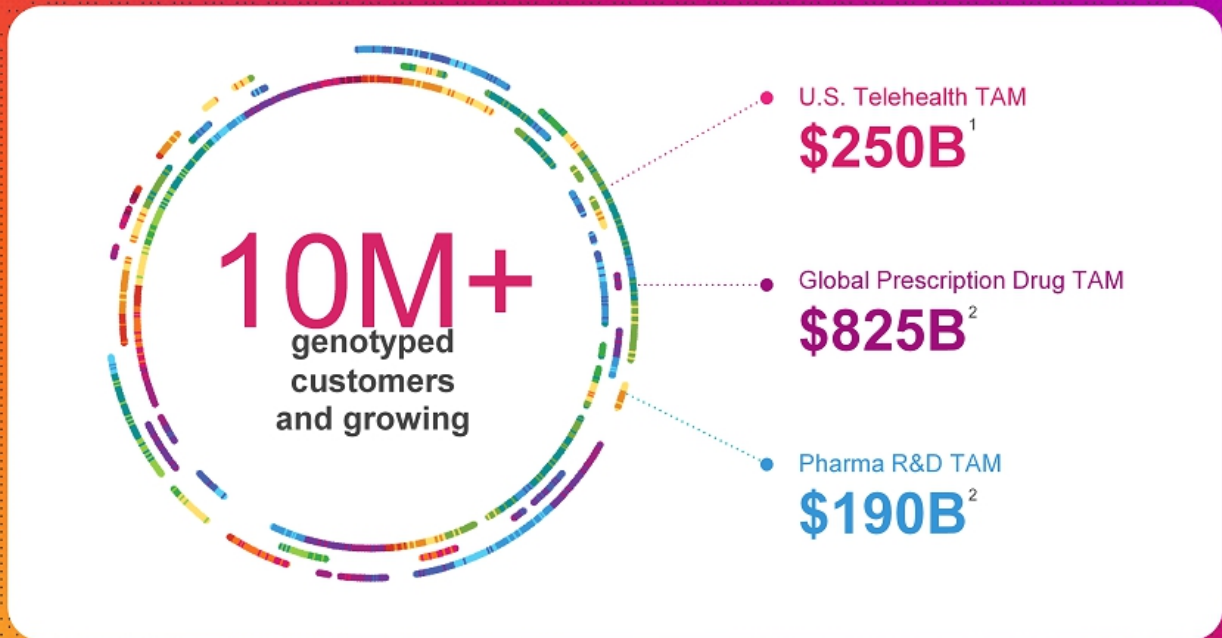 10M+
genotyped
customers
and growing
U.S. Telehealth TAM
$250B1
Global Prescription Drug TAM
$825B2
Pharma R&D TAM
$190B2